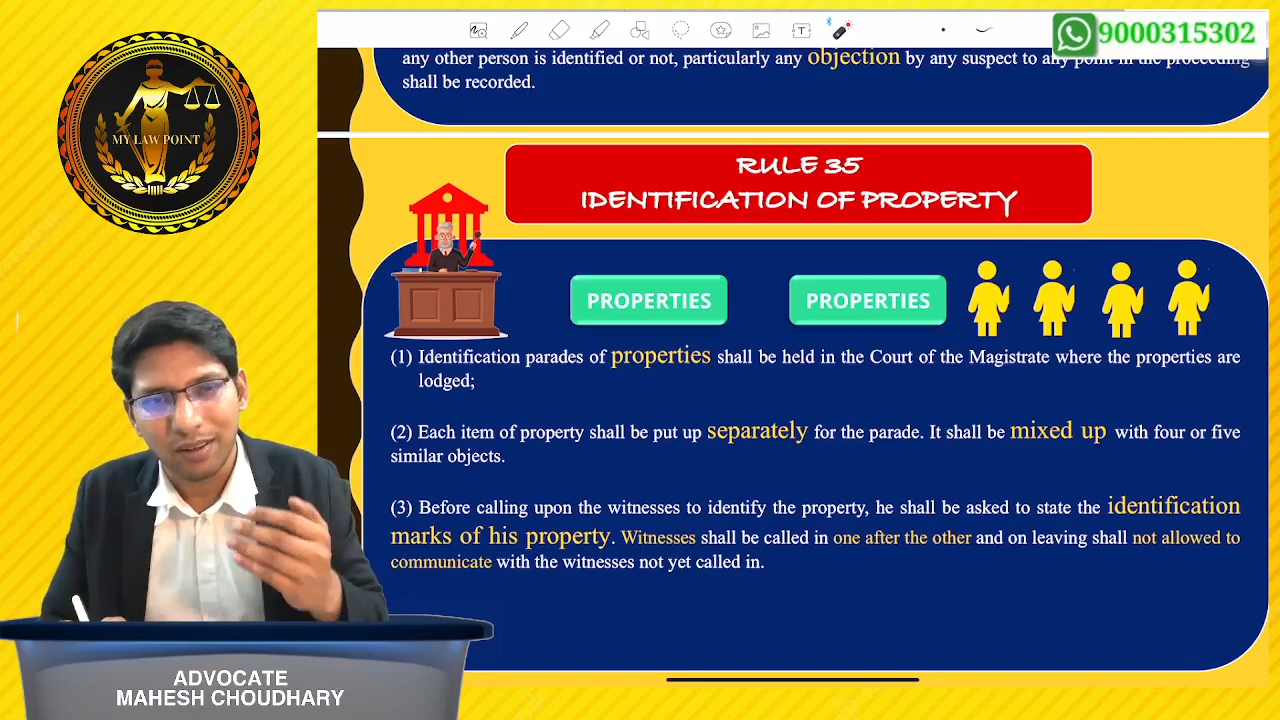 9000315302
MY LAW POINT
any other person is identified or not, particularly any objection by any suspect to any point in the proceeding
shall be recorded.
RULE 35
IDENTIFICATION OF PROPERTY
PROPERTIES
PROPERTIES
(1) Identification parades of properties shall be held in the Court of the Magistrate where the properties are
lodged;
(2) Each item of property shall be put up separately for the parade. It shall be mixed up with four or five
similar objects.
(3) Before calling upon the witnesses to identify the property, he shall be asked to state the identification
marks of his property. Witnesses shall be called in one after the other and on leaving shall not allowed to
communicate with the witnesses not yet called in.
ADVOCATE
MAHESH CHOUDHARY